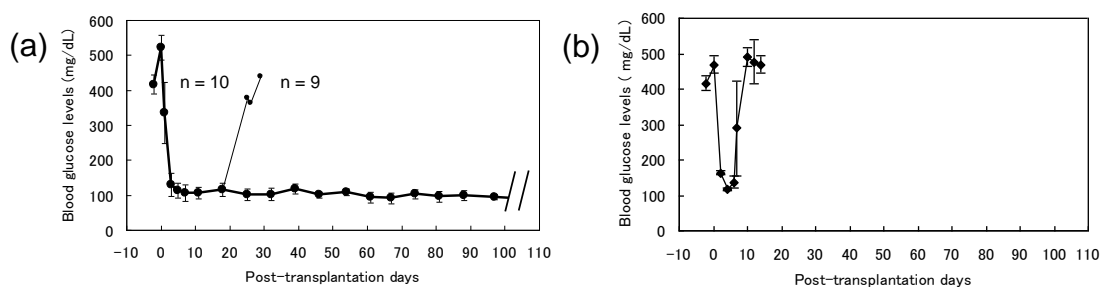 (a)
Blood glucose levels (mg/dL)
600
500
400
300
200
100
0
n = 10
n = 9
-10 0 10 20 30 40 50 60 70 80 90 100 110
Post-transplantation days
(b)
Blood glucose levels ( mg/dL)
600
500
400
300
200
100
0
-10 0 10 20 30 40 50 60 70 80 90 100 110
Post-transplantation days